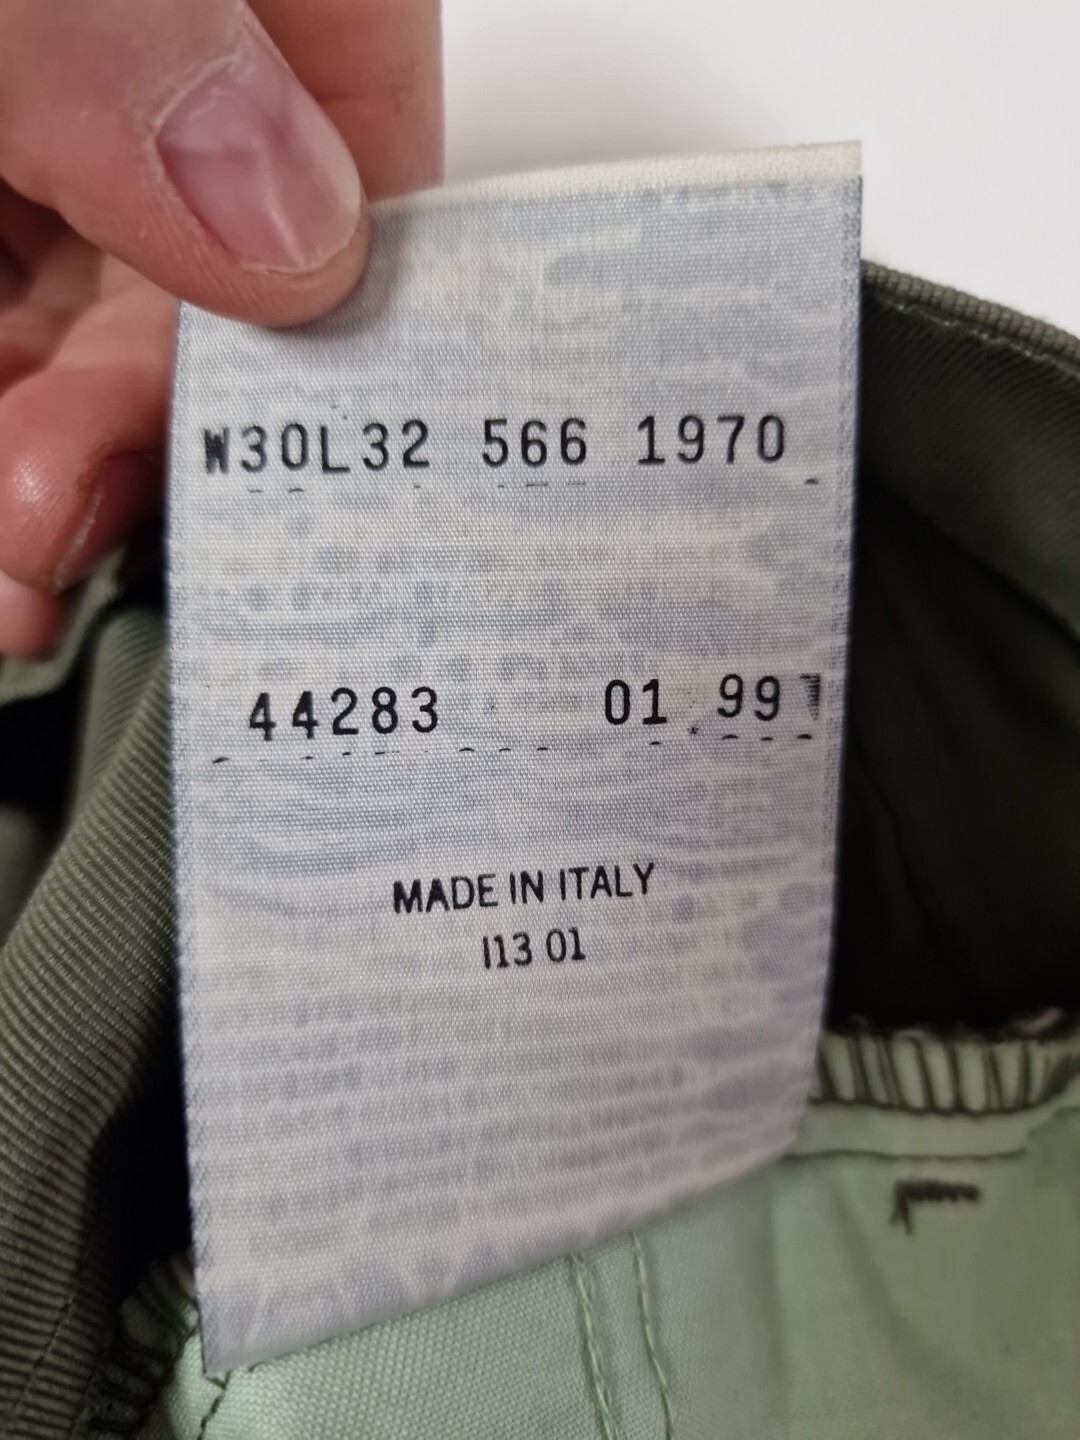 W30L32 566 1970
44283 01 99
MADE IN ITALY
I13 01